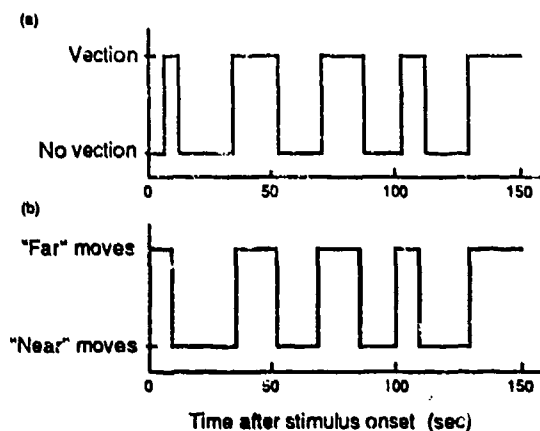 (a)
Vection
No vection
0 50 100 150
(b)
"Far" moves
"Near" moves
0 50 100 150
Time after stimulus onset (sec)